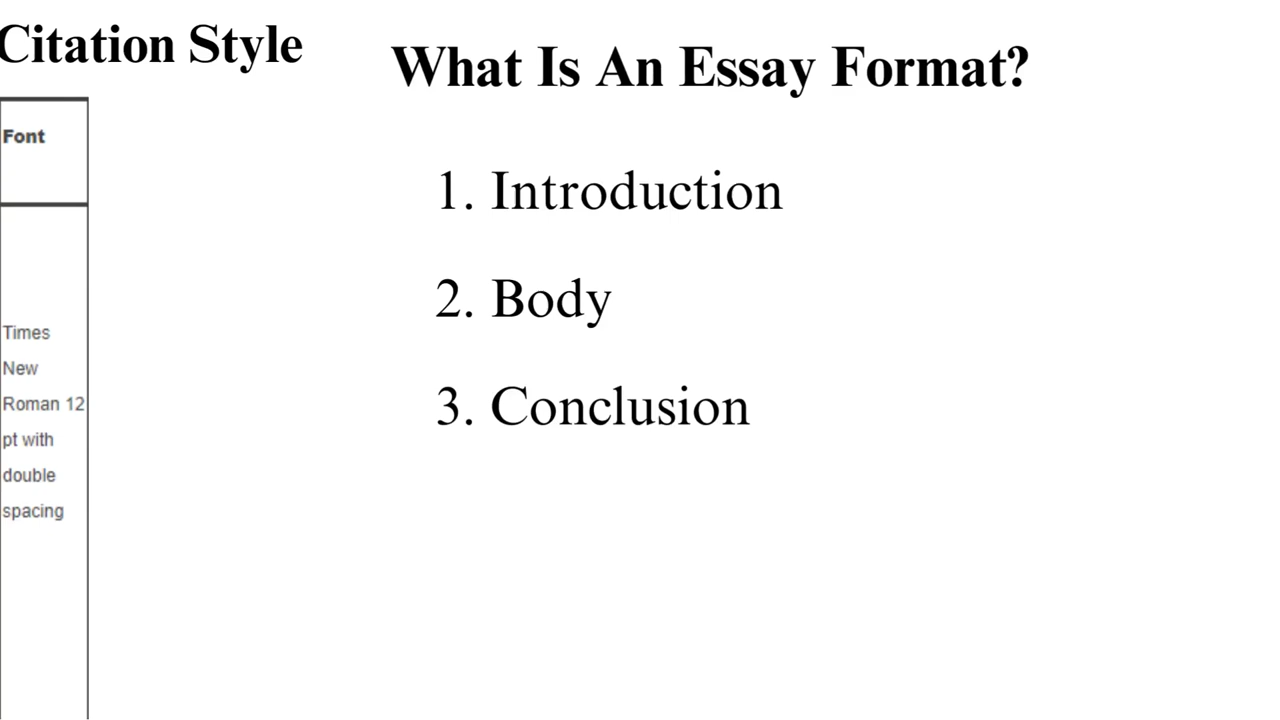 Citation Style
Font
Times
New
Roman 12
pt with
double
spacing
What Is An Essay Format?
1. Introduction
2. Body
3. Conclusion